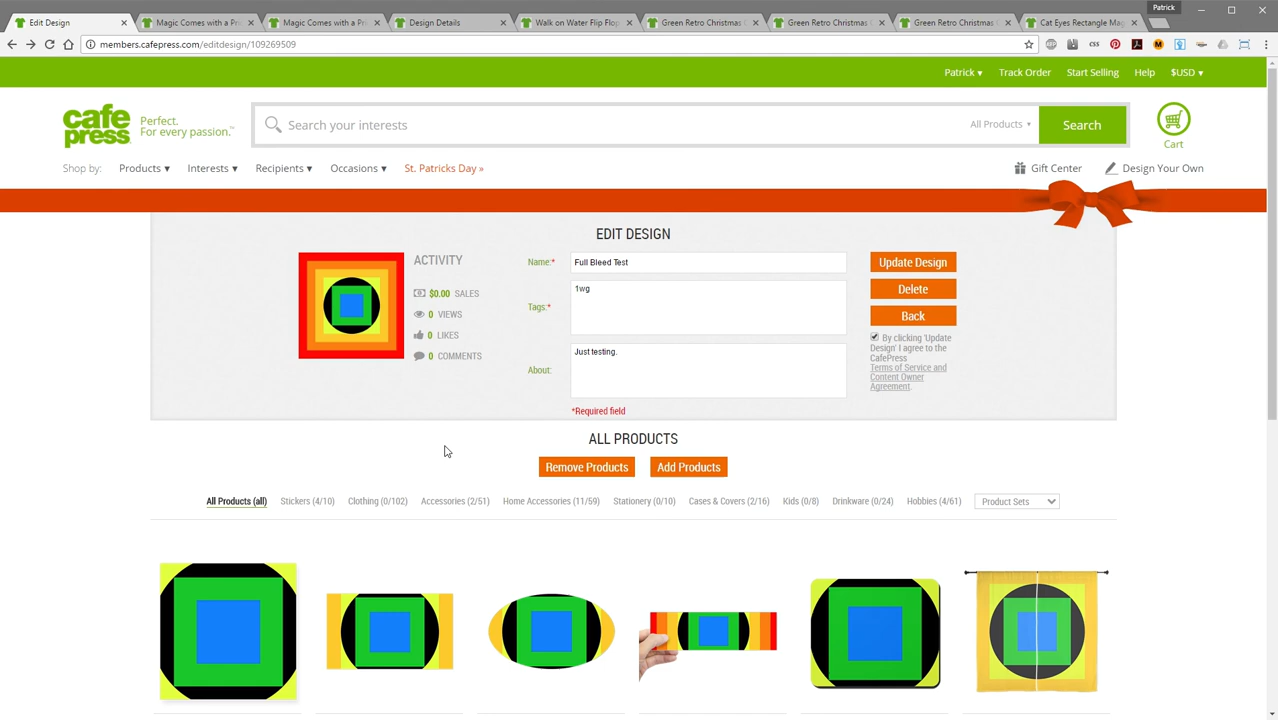 Patrick
Edit Design
Magic Comes with a Pri
Magic Comes with a Pri
Design Details
Walk on Water Flip Flop
Green Retro Christmas
Green Retro Christmas
Green Retro Christmas
Cat Eyes Rectangle Mag
members.cafepress.com/editdesign/109269509
Patrick ▾ Track Order Start Selling Help $USD ▾
cafe press
Perfect.
For every passion.™
Search your interests All Products ▾ Search
Cart
Shop by: Products ▾ Interests ▾ Recipients ▾ Occasions ▾ St. Patricks Day » Gift Center Design Your Own
EDIT DESIGN
ACTIVITY
$0.00 SALES
0 VIEWS
0 LIKES
0 COMMENTS
Name:* Full Bleed Test
Tags:* 1wg
About: Just testing.
*Required field
Update Design
Delete
Back
By clicking 'Update
Design' I agree to the
CafePress
Terms of Service and
Content Owner
Agreement.
ALL PRODUCTS
Remove Products Add Products
All Products (all) Stickers (4/10) Clothing (0/102) Accessories (2/51) Home Accessories (11/59) Stationery (0/10) Cases & Covers (2/16) Kids (0/8) Drinkware (0/24) Hobbies (4/61) Product Sets